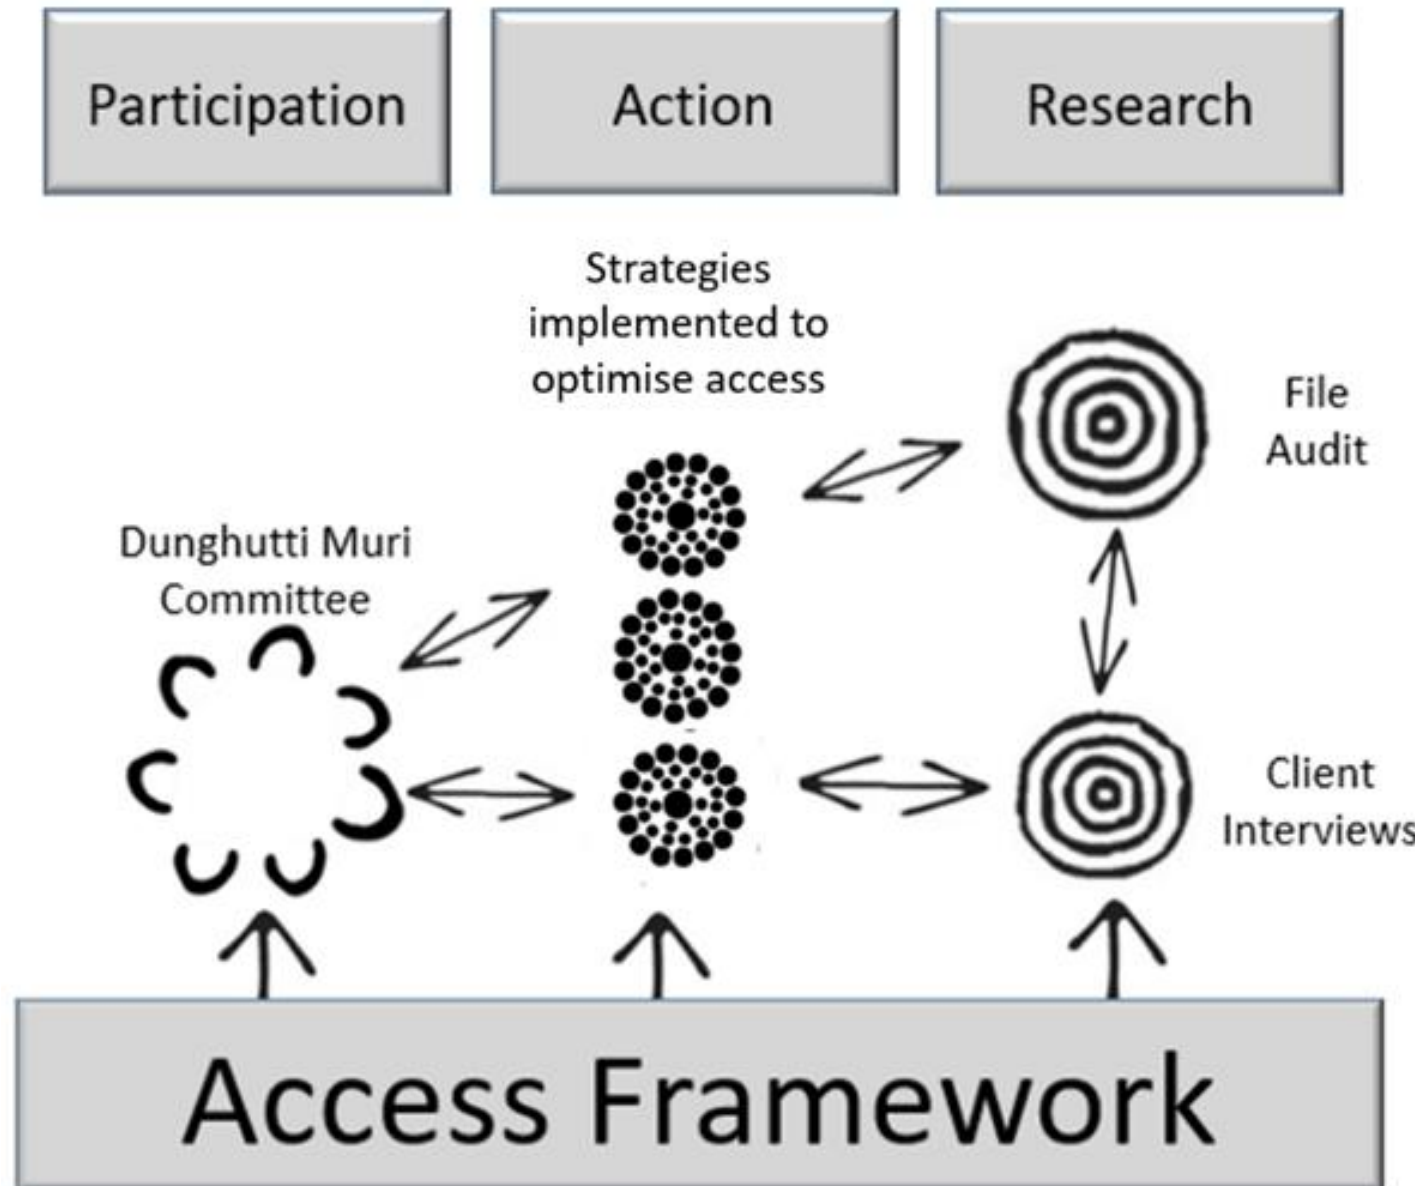 Participation
Action
Research
Strategies
implemented to
optimise access
File
Audit
Dunghutti Muri
Committee
Client
Interviews
Access Framework